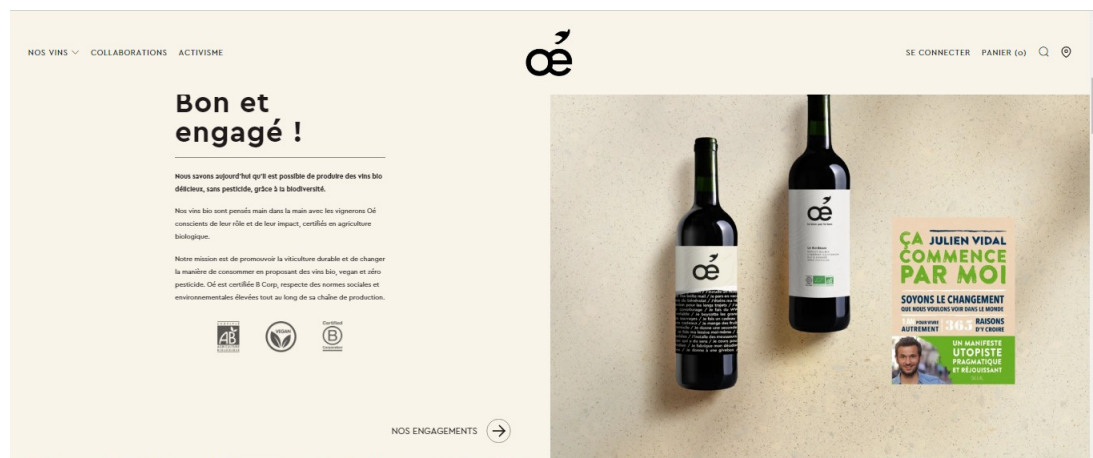 NOS VINS
COLLABORATIONS
ACTIVISME
oé
SE CONNECTER
PANIER (0)
Bon et
engagé !
Nous savons aujourd'hui qu'il est possible de produire des vins bio
délicieux, sans pesticide, grâce à la biodiversité.
Nos vins bio sont pensés main dans la main avec les vignerons Oé
conscients de leur rôle et de leur impact, certifiés en agriculture
biologique.
Notre mission est de promouvoir la viticulture durable et de changer
la manière de consommer en proposant des vins bio, vegan et zéro
pesticide. Oé est certifiée B Corp, respecte des normes sociales et
environnementales élevées tout au long de sa chaîne de production.
AB
VEGAN
Certified
B
Corporation
NOS ENGAGEMENTS
oé
oé
ÇA JULIEN VIDAL
COMMENCE
PAR MOI
SOYONS LE CHANGEMENT
QUE NOUS VOULONS VOIR DANS LE MONDE
POUR VIVRE
AUTREMENT
365 RAISONS
D'Y CROIRE
UN MANIFESTE
UTOPISTE
PRAGMATIQUE
ET RÉJOUISSANT